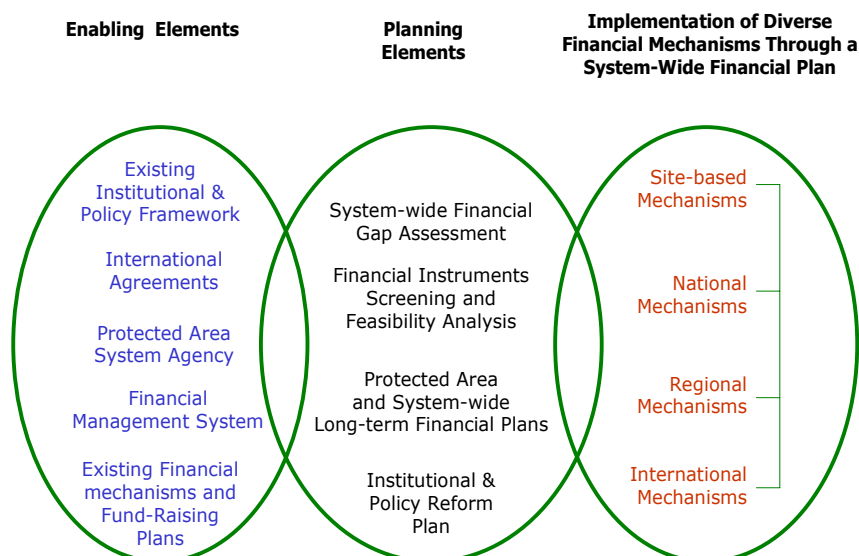 Enabling Elements
Planning
Elements
Implementation of Diverse
Financial Mechanisms Through a
System-Wide Financial Plan
Existing
Institutional &
Policy Framework
International
Agreements
Protected Area
System Agency
Financial
Management System
Existing Financial
mechanisms and
Fund-Raising
Plans
System-wide Financial
Gap Assessment
Financial Instruments
Screening and
Feasibility Analysis
Protected Area
and System-wide
Long-term Financial Plans
Institutional &
Policy Reform
Plan
Site-based
Mechanisms
National
Mechanisms
Regional
Mechanisms
International
Mechanisms